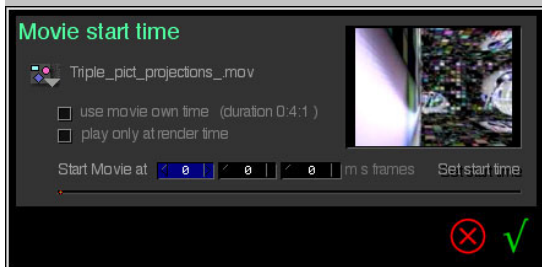 Movie start time
Triple_pict_projections_.mov
use movie own time (duration 0:4:1 )
play only at render time
Start Movie at 0 0 0 m s frames Set start time